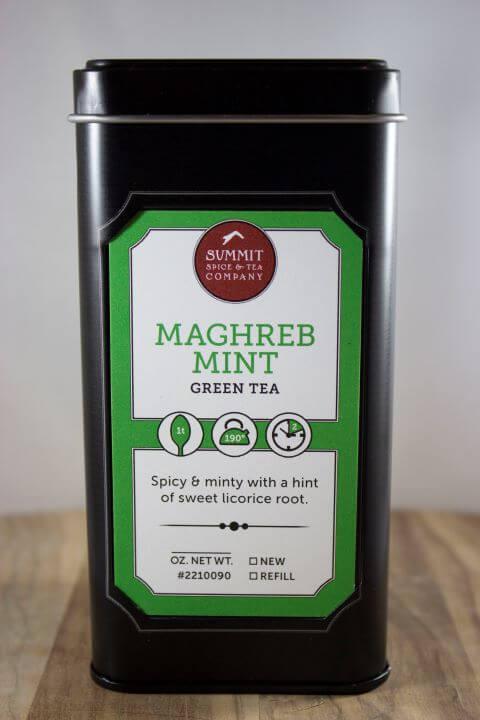 SUMMIT
SPICE & TEA
COMPANY
MAGHREB
MINT
GREEN TEA
1t
190°
2
Spicy & minty with a hint
of sweet licorice root.
OZ. NET WT. ☐ NEW
#2210090 ☐ REFILL